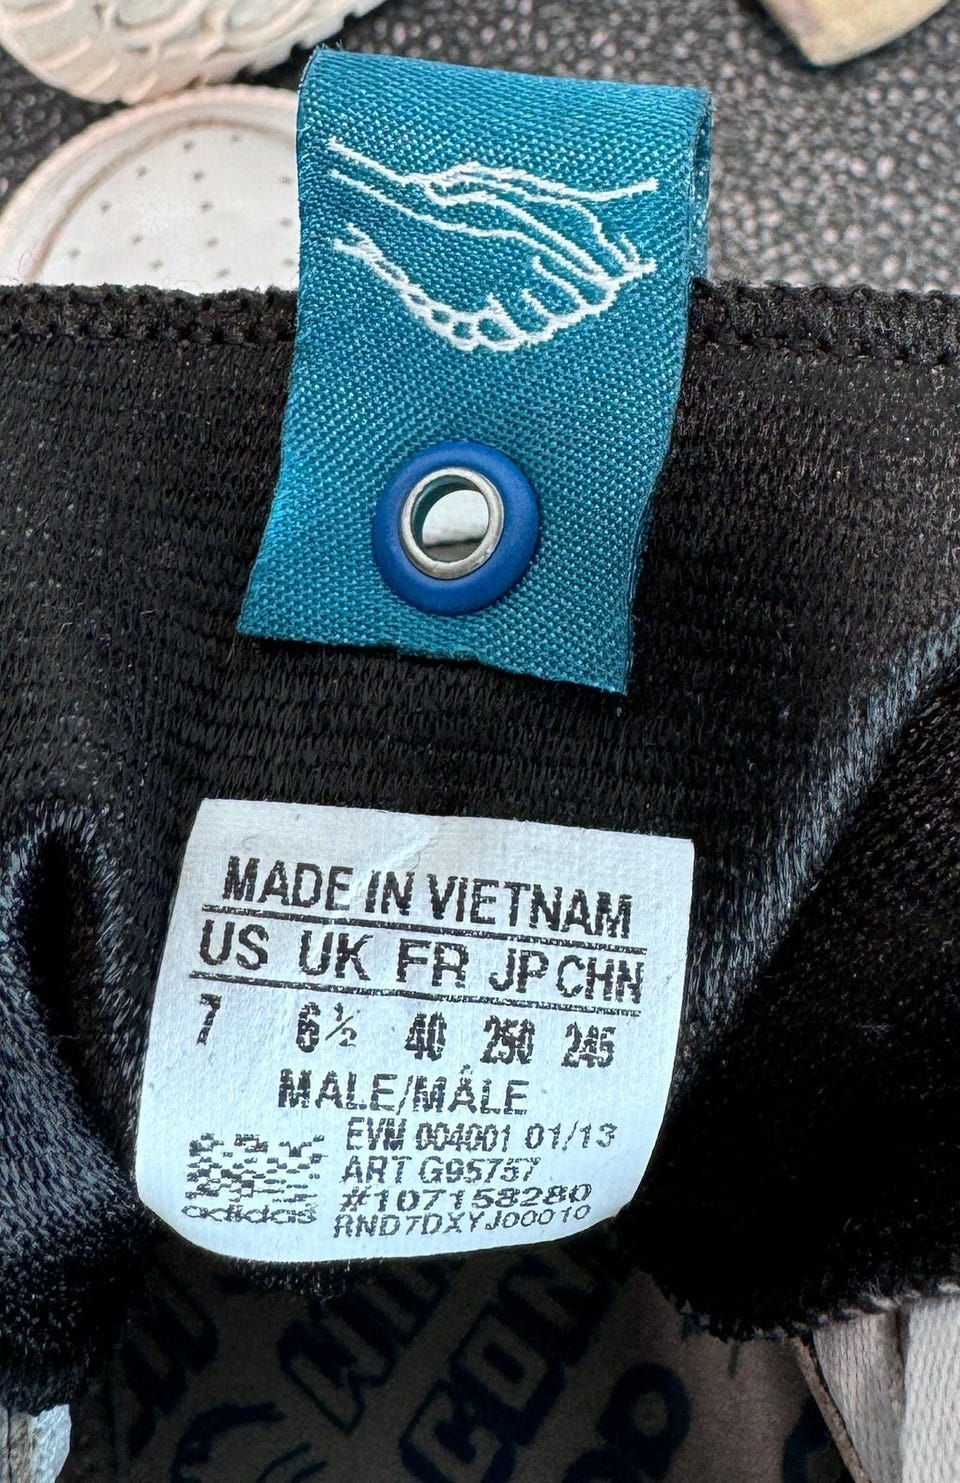 MADE IN VIETNAM
US UK FR JP CHN
7 6½ 40 250 245
MALE/MÂLE
EVM 004001 01/13
ART G95757
#107158280
adidas RND7DXYJ00010